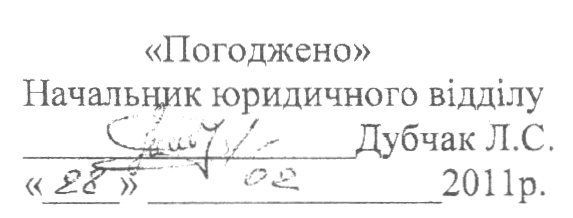 «Погоджено»
Начальник юридичного відділу
Дубчак Л.С.
«28» 02 2011р.